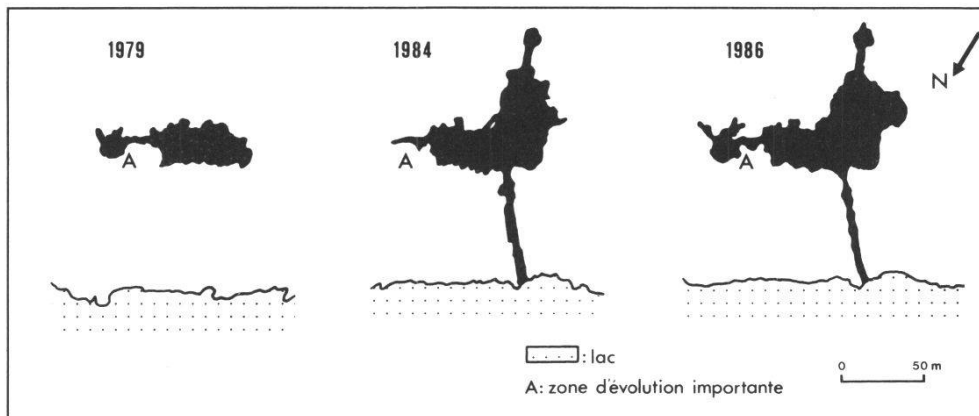 1979
1984
1986
N
A
A
A
: lac
A: zone d'évolution importante
0 50 m